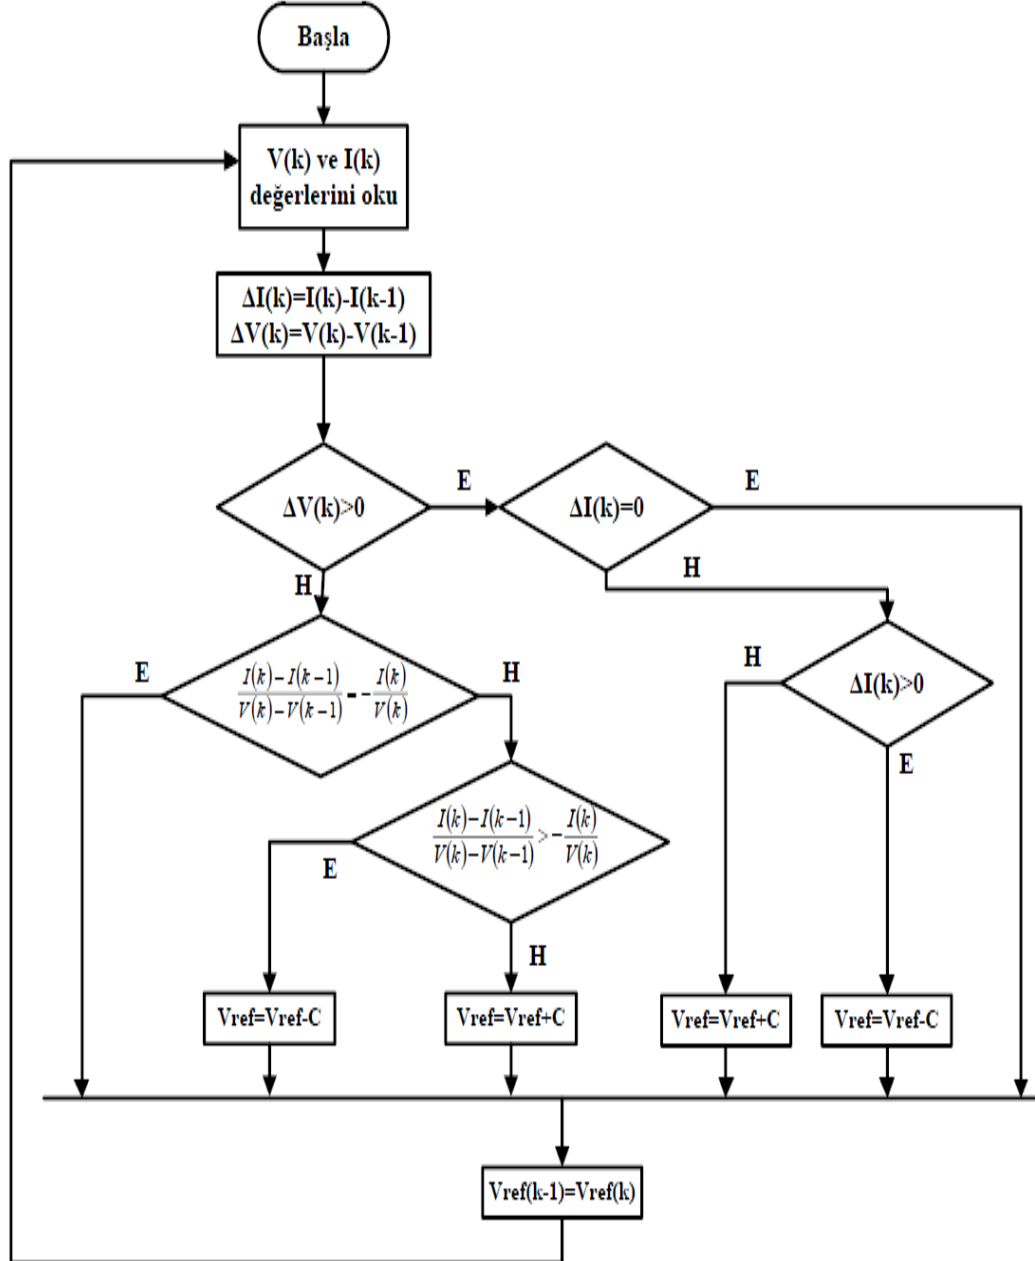 Başla
V(k) ve I(k)
değerlerini oku
ΔI(k)=I(k)-I(k-1)
ΔV(k)=V(k)-V(k-1)
ΔV(k)>0
E
ΔI(k)=0
E
H
H
E
I(k)-I(k-1)/V(k)-V(k-1) = -I(k)/V(k)
H
H
ΔI(k)>0
E
I(k)-I(k-1)/V(k)-V(k-1) > -I(k)/V(k)
E
H
Vref=Vref-C
Vref=Vref+C
Vref=Vref+C
Vref=Vref-C
Vref(k-1)=Vref(k)